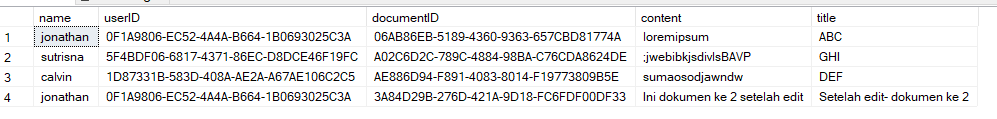 name userID documentID content title
1 jonathan 0F1A9806-EC52-4A4A-B664-1B0693025C3A 06AB86EB-5189-4360-9363-657CBD81774A loremipsum ABC
2 sutrisna 5F4BDF06-6817-4371-86EC-D8DCE46F19FC A02C6D2C-789C-4884-98BA-C76CDA8624DE ;jwebibkjsdivlsBAVP GHI
3 calvin 1D87331B-583D-408A-AE2A-A67AE106C2C5 AE886D94-F891-4083-8014-F19773809B5E sumaosodjawndw DEF
4 jonathan 0F1A9806-EC52-4A4A-B664-1B0693025C3A 3A84D29B-276D-421A-9D18-FC6FDF00DF33 Ini dokumen ke 2 setelah edit Setelah edit- dokumen ke 2